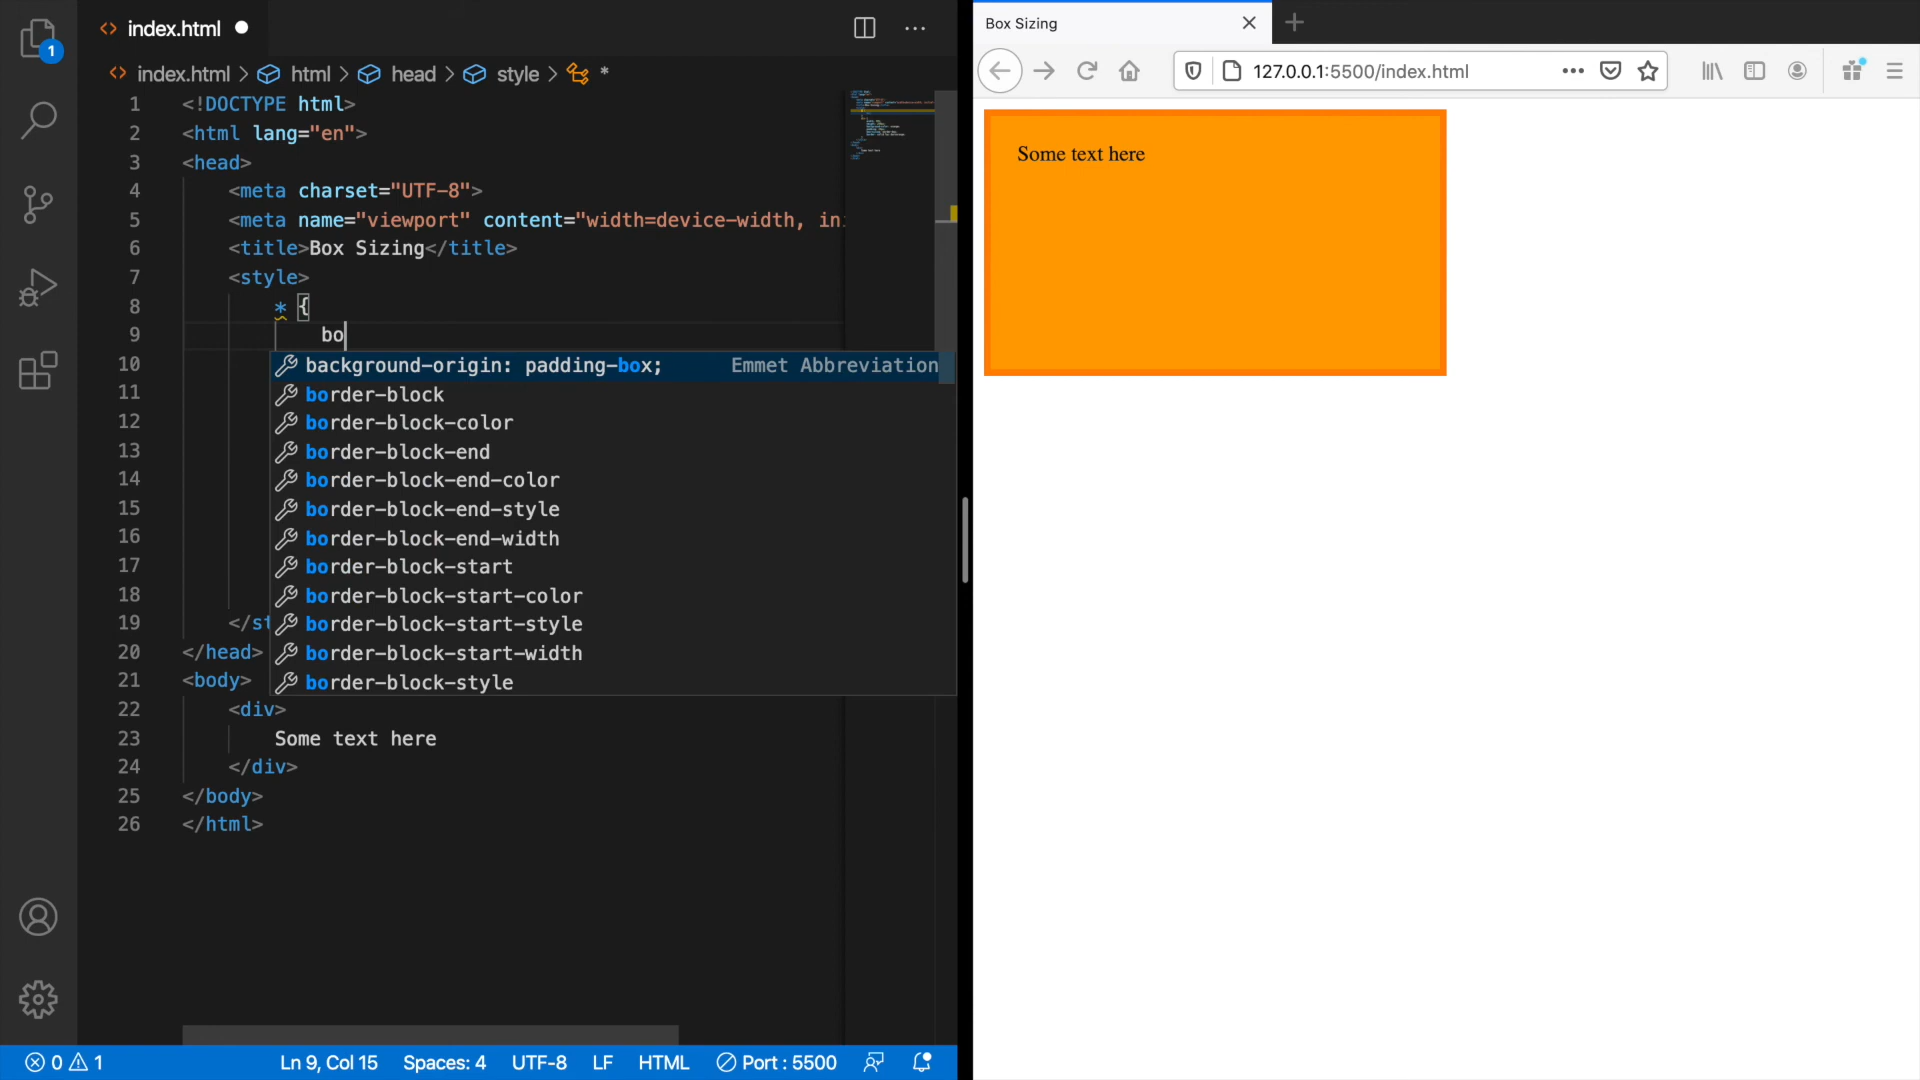 1
index.html
index.html > html > head > style > *
1 <!DOCTYPE html>
2 <html lang="en">
3 <head>
4 <meta charset="UTF-8">
5 <meta name="viewport" content="width=device-width, in
6 <title>Box Sizing</title>
7 <style>
8 * {
9 bo
10 background-origin: padding-box; Emmet Abbreviation
11 border-block
12 border-block-color
13 border-block-end
14 border-block-end-color
15 border-block-end-style
16 border-block-end-width
17 border-block-start
18 border-block-start-color
19 </st border-block-start-style
20 </head> border-block-start-width
21 <body> border-block-style
22 <div>
23 Some text here
24 </div>
25 </body>
26 </html>
0 1 Ln 9, Col 15 Spaces: 4 UTF-8 LF HTML Port : 5500
Box Sizing
127.0.0.1:5500/index.html
Some text here